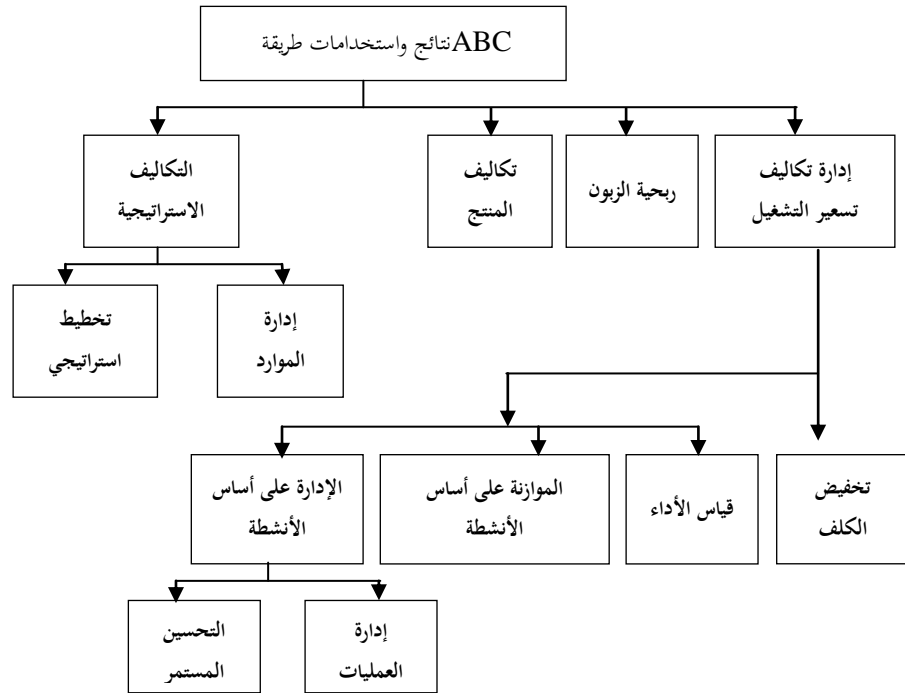 نتائج واستخدامات طريقة ABC
إدارة تكاليف
تسعير التشغيل
ربحية الزبون
تكاليف
المنتج
التكاليف
الاستراتيجية
إدارة
الموارد
تخطيط
استراتيجي
تخفيض
الكلف
قياس الأداء
الموازنة على أساس
الأنشطة
الإدارة على أساس
الأنشطة
إدارة
العمليات
التحسين
المستمر